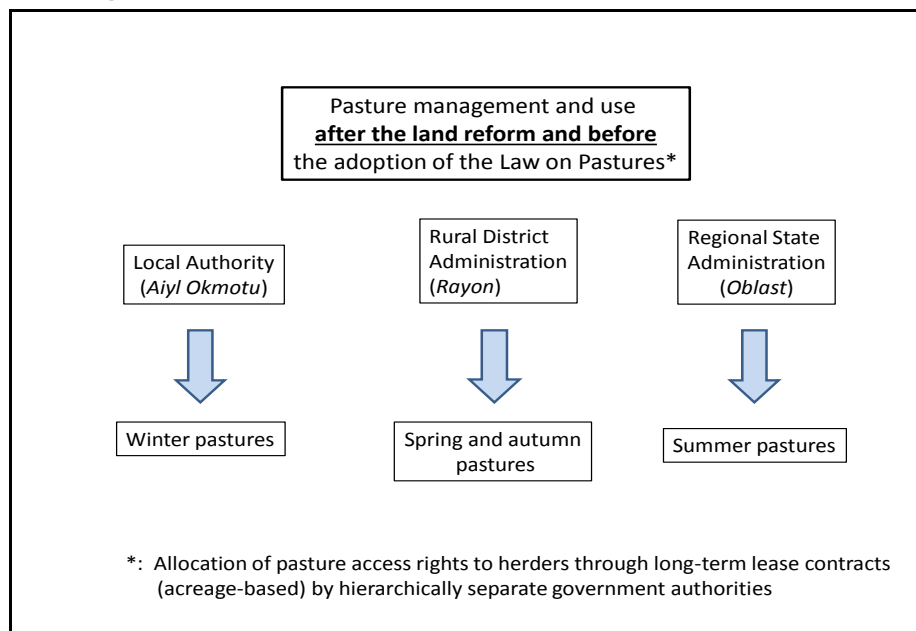 Pasture management and use
after the land reform and before
the adoption of the Law on Pastures*
Local Authority
(Aiyl Okmotu)
Rural District
Administration
(Rayon)
Regional State
Administration
(Oblast)
Winter pastures
Spring and autumn
pastures
Summer pastures
*: Allocation of pasture access rights to herders through long-term lease contracts
(acreage-based) by hierarchically separate government authorities